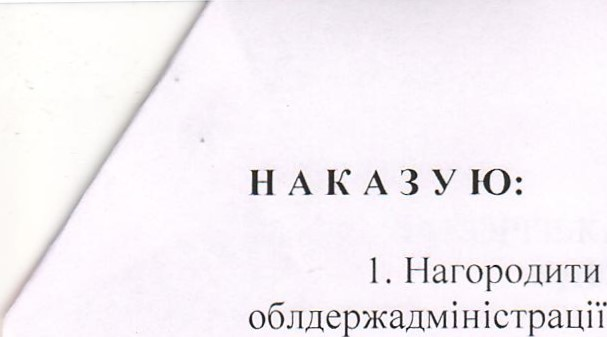 Н А К А З У Ю:
1. Нагородити
облдержадміністрації